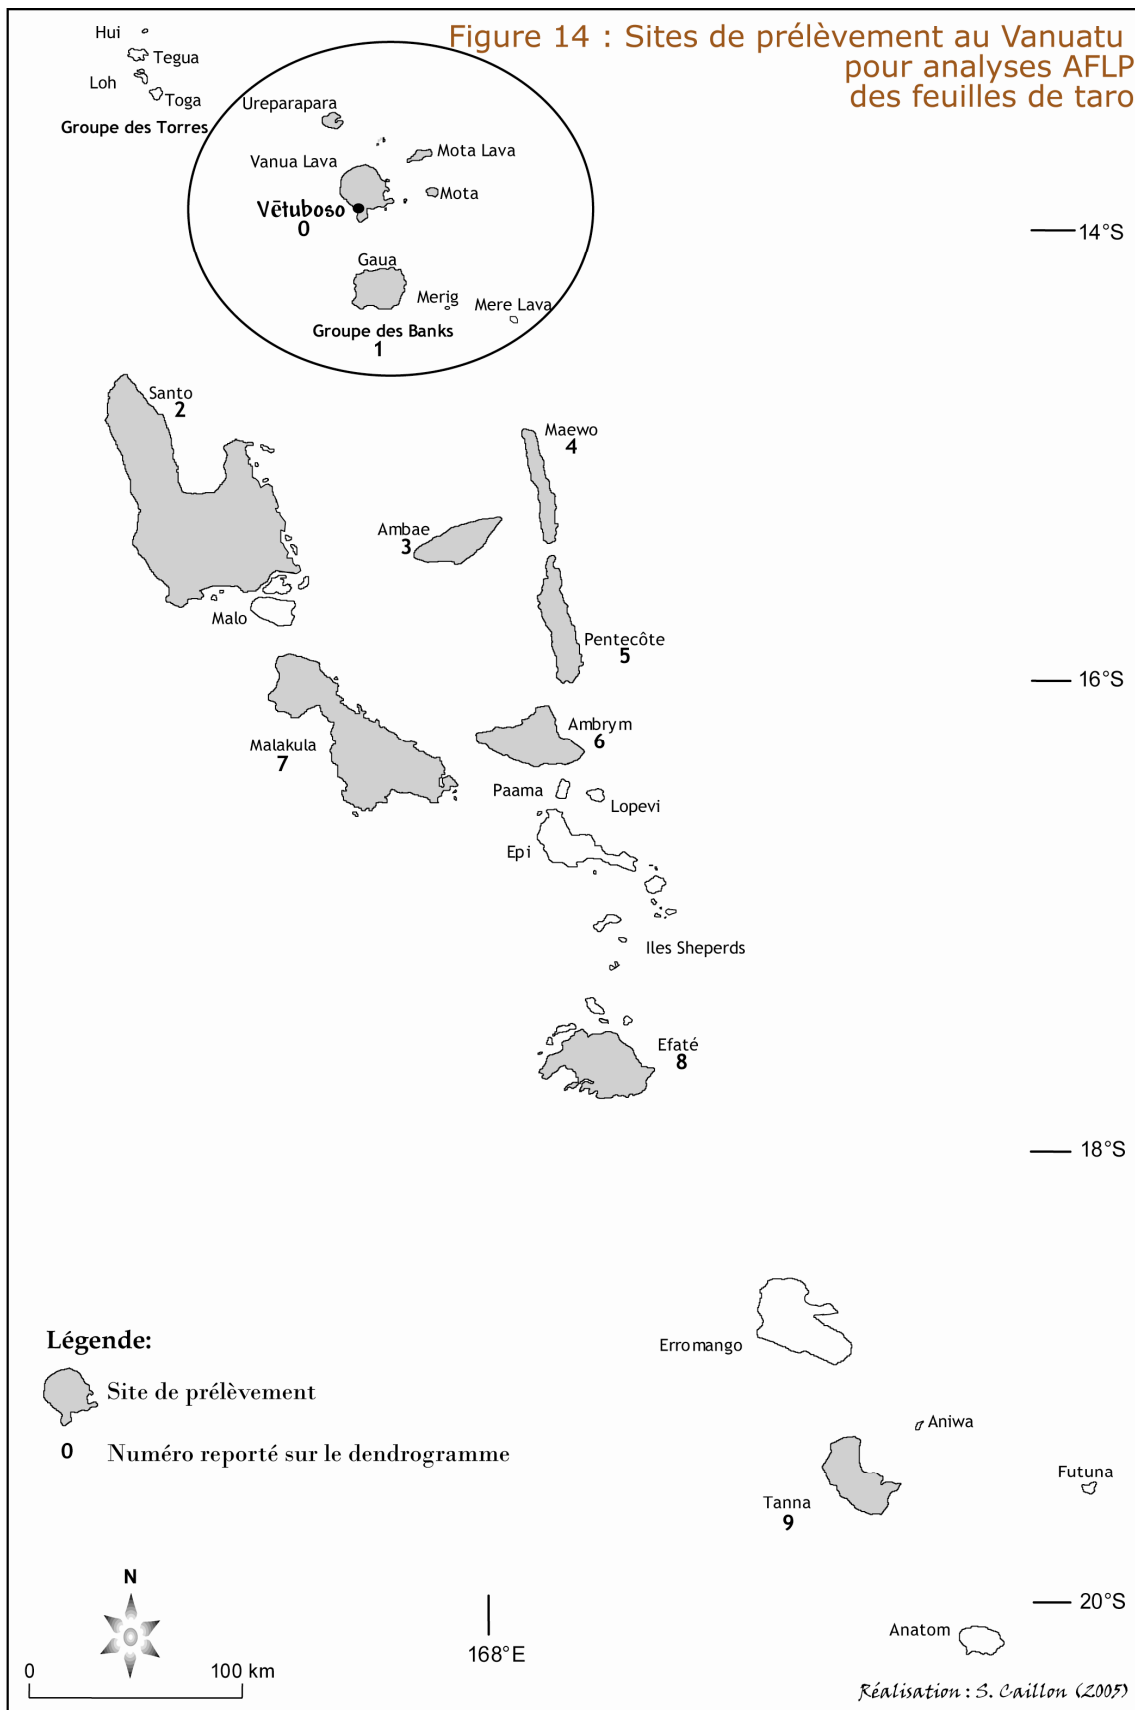 Figure 14 : Sites de prélèvement au Vanuatu
pour analyses AFLP
des feuilles de taro
Hui
Tegua
Loh
Toga
Groupe des Torres
Ureparapara
Vanua Lava
Mota Lava
Mota
Vētuboso
0
Gaua
Merig
Mere Lava
Groupe des Banks
1
14°S
Santo
2
Maewo
4
Ambae
3
Malo
Pentecôte
5
16°S
Ambrym
6
Malakula
7
Paama
Lopevi
Epi
Iles Sheperds
Efaté
8
18°S
Erromango
Aniwa
Futuna
Tanna
9
20°S
Anatom
Légende:
Site de prélèvement
0 Numéro reporté sur le dendrogramme
N
168°E
0 100 km
Réalisation : S. Caillon (2005)